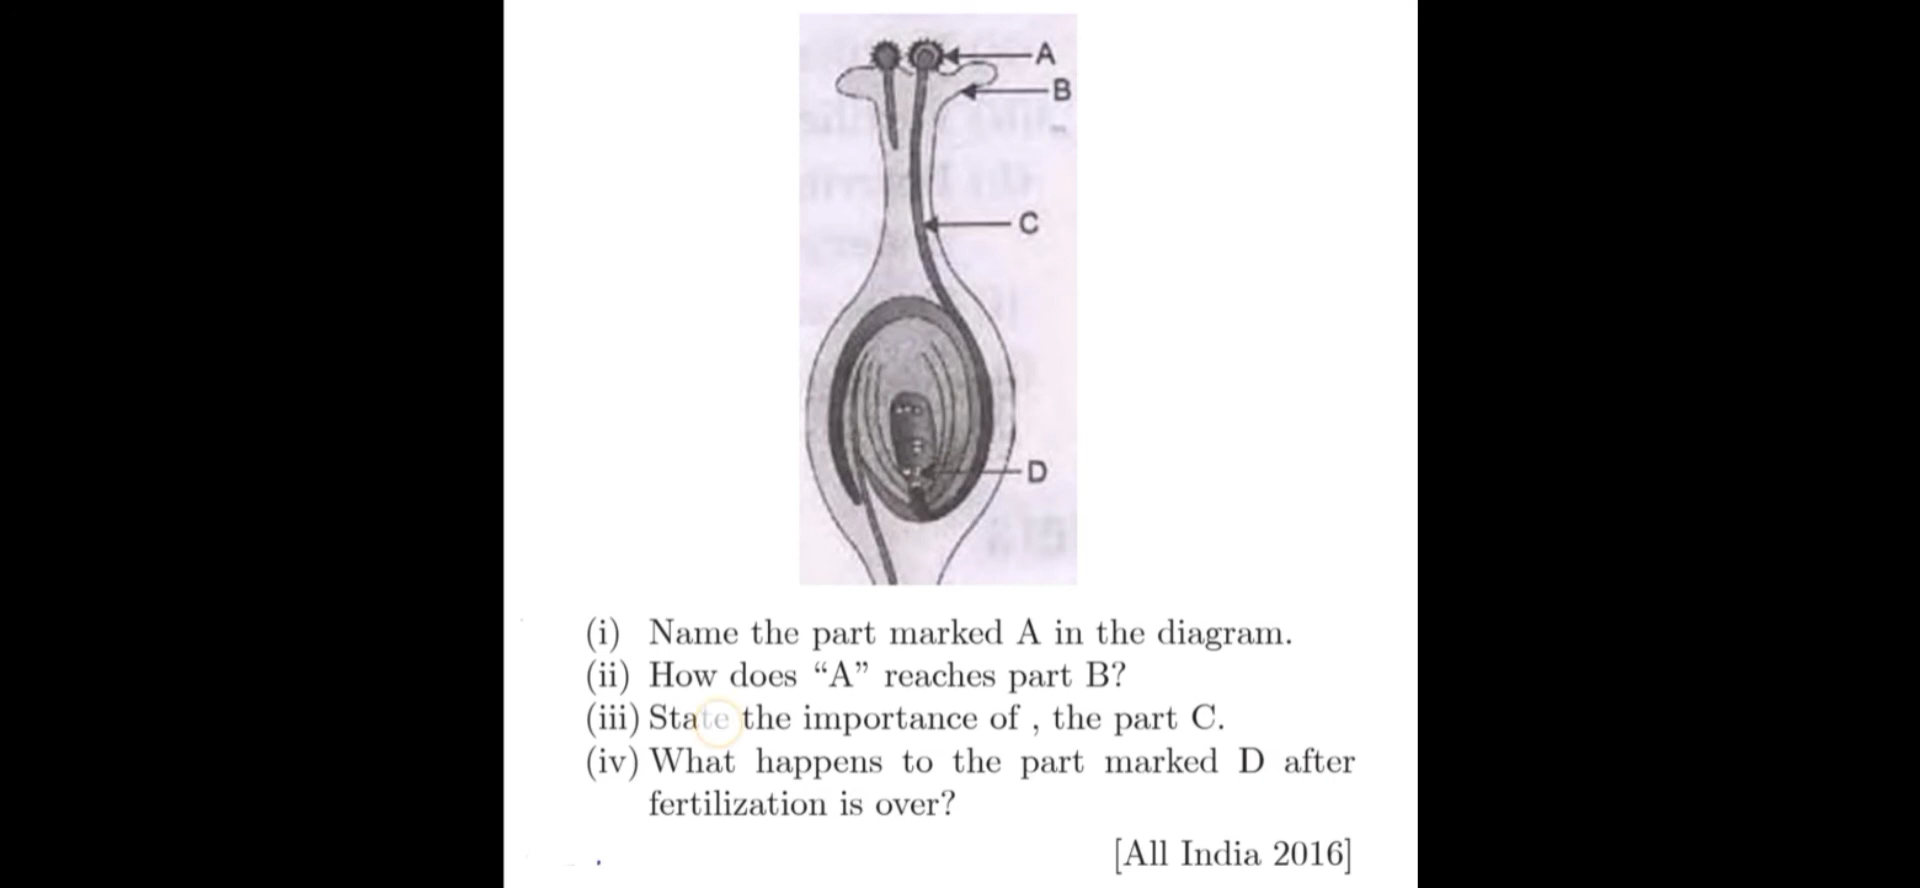 A
B
C
D
(i) Name the part marked A in the diagram.
(ii) How does “A” reaches part B?
(iii) State the importance of , the part C.
(iv) What happens to the part marked D after
fertilization is over?
[All India 2016]